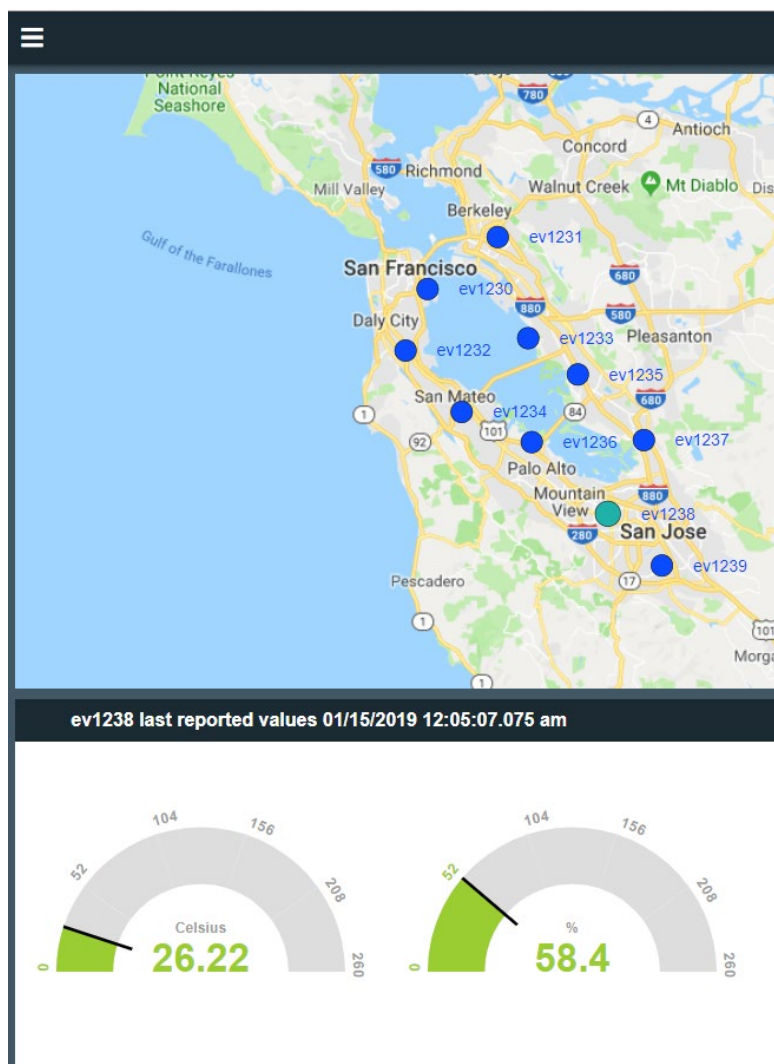 National
Seashore
780
4
Antioch
Concord
580
Richmond
Mill Valley
Walnut Creek
Mt Diablo
Dis
Berkeley
ev1231
Gulf of the Farallones
San Francisco
680
ev1230
880
580
Daly City
ev1232
ev1233
Pleasanton
ev1235
680
San Mateo
1
ev1234
84
101
92
ev1236
ev1237
Palo Alto
Mountain
View
880
ev1238
280
San Jose
ev1239
Pescadero
17
1
101
Morga
1
ev1238 last reported values 01/15/2019 12:05:07.075 am
0
52
104
156
208
260
Celsius
26.22
0
52
104
156
208
260
%
58.4